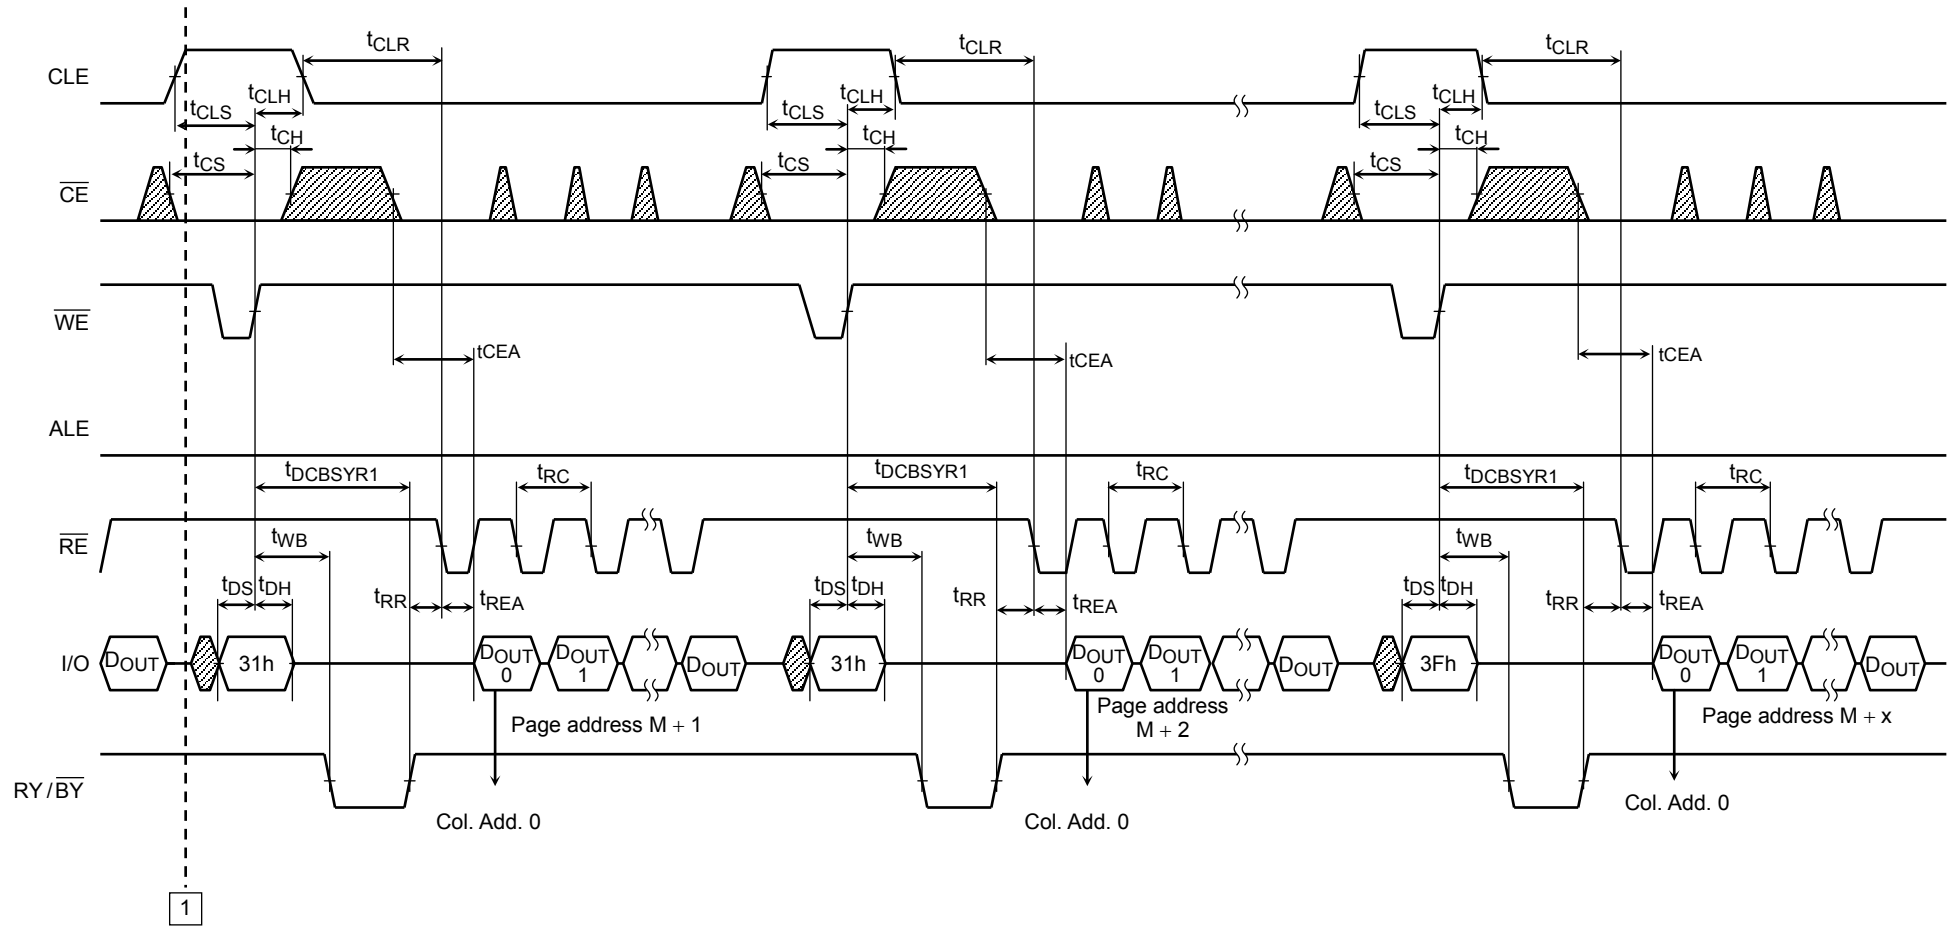 tCLR tCLR tCLR
CLE
tCLH tCLH tCLH
tCLS tCLS tCLS
tCH tCH tCH
tCS tCS tCS
CE
WE
tCEA tCEA tCEA
ALE
tDCBSYR1 tRC tDCBSYR1 tRC tDCBSYR1 tRC
RE
tWB tWB tWB
tDS tDH tDS tDH tDS tDH
tRR tREA tRR tREA tRR tREA
I/O DOUT 31h DOUT 0 DOUT 1 DOUT 31h DOUT 0 DOUT 1 DOUT 3Fh DOUT 0 DOUT 1 DOUT
Page address M + 1
Page address
M + 2
Page address M + x
RY/BY
Col. Add. 0 Col. Add. 0 Col. Add. 0
1